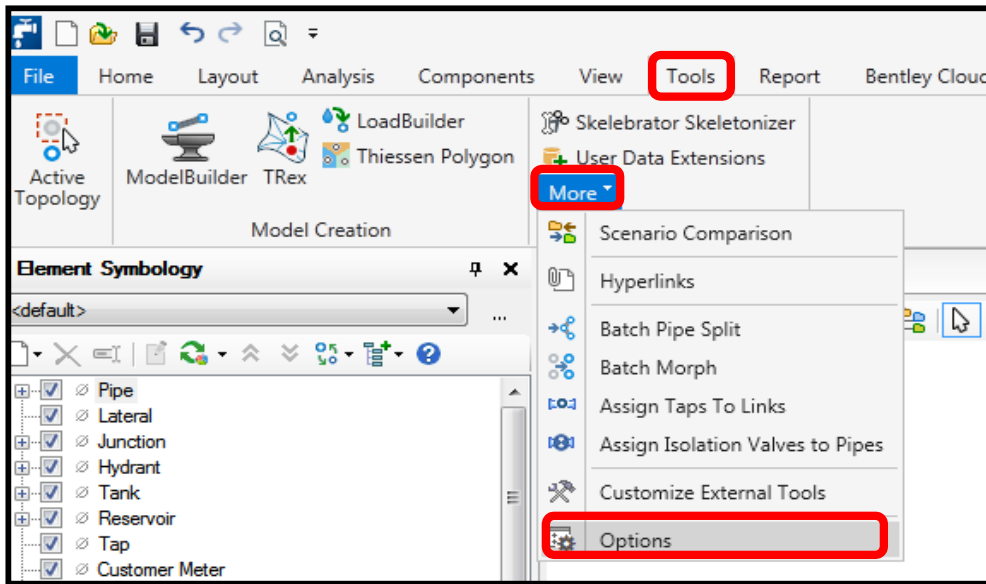 File Home Layout Analysis Components View Tools Report Bentley Cloud
Active
Topology
ModelBuilder
TRex
LoadBuilder
Thiessen Polygon
Model Creation
Skelebrator Skeletonizer
User Data Extensions
More
Scenario Comparison
Hyperlinks
Batch Pipe Split
Batch Morph
Assign Taps To Links
Assign Isolation Valves to Pipes
Customize External Tools
Options
Element Symbology
<default>
...
Pipe
Lateral
Junction
Hydrant
Tank
Reservoir
Tap
Customer Meter